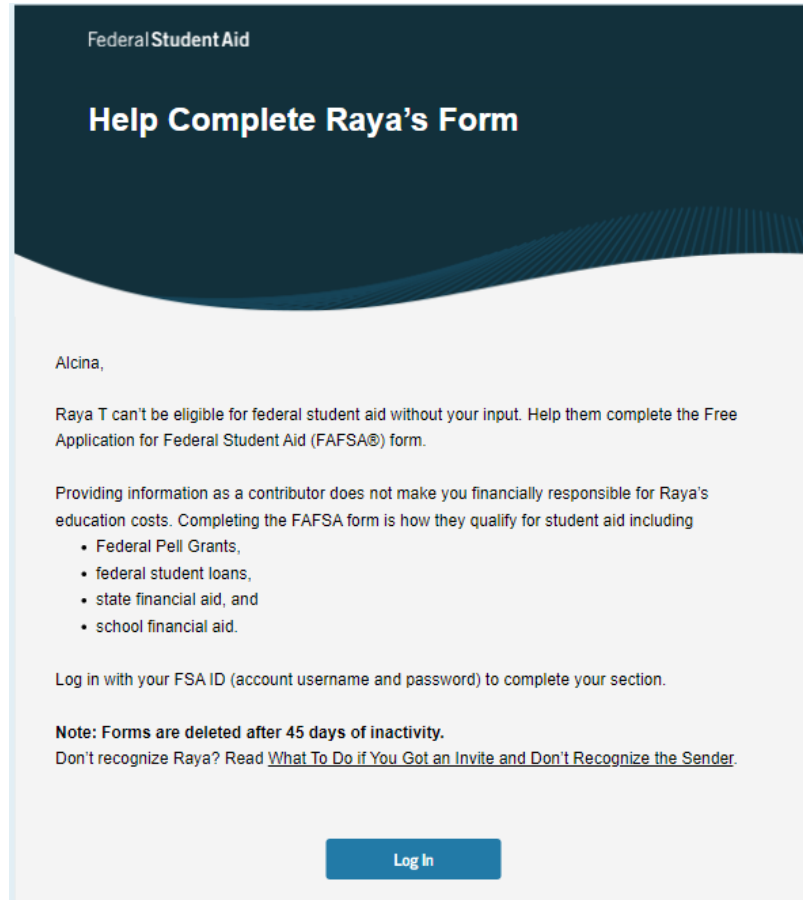 Federal Student Aid
Help Complete Raya's Form
Alcina,
Raya T can't be eligible for federal student aid without your input. Help them complete the Free
Application for Federal Student Aid (FAFSA®) form.
Providing information as a contributor does not make you financially responsible for Raya's
education costs. Completing the FAFSA form is how they qualify for student aid including
• Federal Pell Grants,
• federal student loans,
• state financial aid, and
• school financial aid.
Log in with your FSA ID (account username and password) to complete your section.
Note: Forms are deleted after 45 days of inactivity.
Don't recognize Raya? Read What To Do if You Got an Invite and Don't Recognize the Sender.
Log In